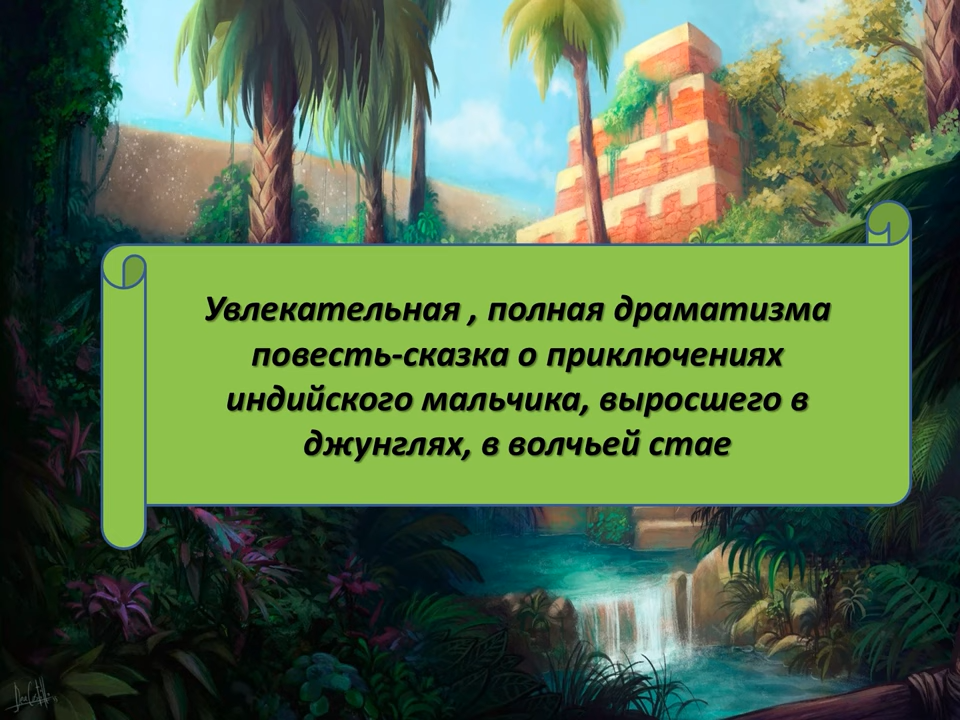 Увлекательная , полная драматизма
повесть-сказка о приключениях
индийского мальчика, выросшего в
джунглях, в волчьей стае